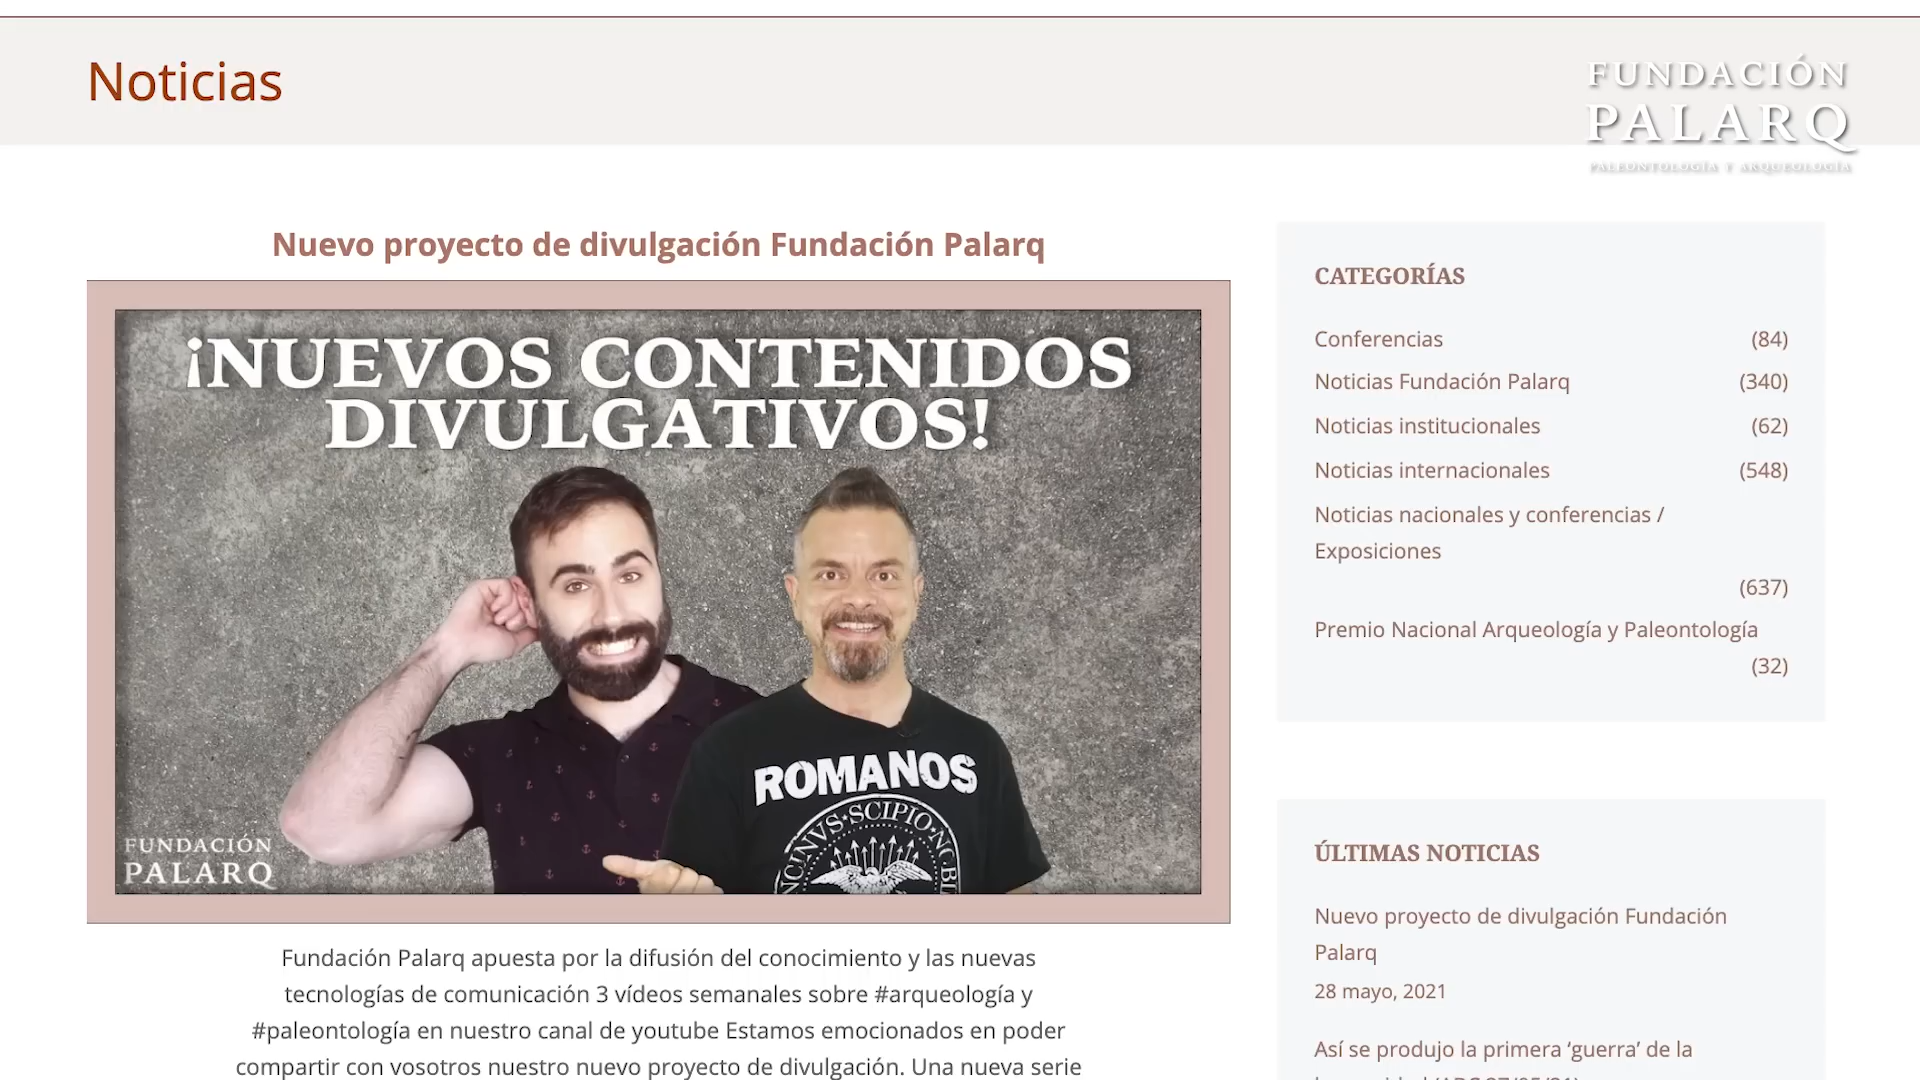 Noticias
FUNDACIÓN
PALARQ
PALEONTOLOGÍA Y ARQUEOLOGÍA
Nuevo proyecto de divulgación Fundación Palarq
¡NUEVOS CONTENIDOS
DIVULGATIVOS!
ROMANOS
SCIPIO
FUNDACIÓN
PALARQ
Fundación Palarq apuesta por la difusión del conocimiento y las nuevas
tecnologías de comunicación 3 vídeos semanales sobre #arqueología y
#paleontología en nuestro canal de youtube Estamos emocionados en poder
compartir con vosotros nuestro nuevo proyecto de divulgación. Una nueva serie
CATEGORÍAS
Conferencias (84)
Noticias Fundación Palarq (340)
Noticias institucionales (62)
Noticias internacionales (548)
Noticias nacionales y conferencias /
Exposiciones
(637)
Premio Nacional Arqueología y Paleontología
(32)
ÚLTIMAS NOTICIAS
Nuevo proyecto de divulgación Fundación
Palarq
28 mayo, 2021
Así se produjo la primera ‘guerra’ de la